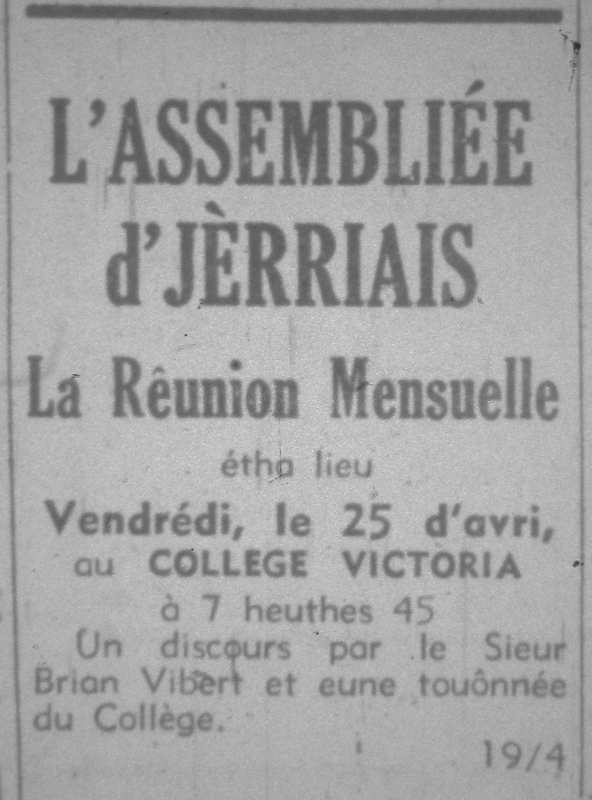 L'ASSEMBLIÉE
d'JÈRRIAIS
La Rêunion Mensuelle
étha lieu
Vendrédi, le 25 d'avri,
au COLLEGE VICTORIA
à 7 heuthes 45
Un discours par le Sieur
Brian Vibert et eune touônnée
du Collège.
19/4